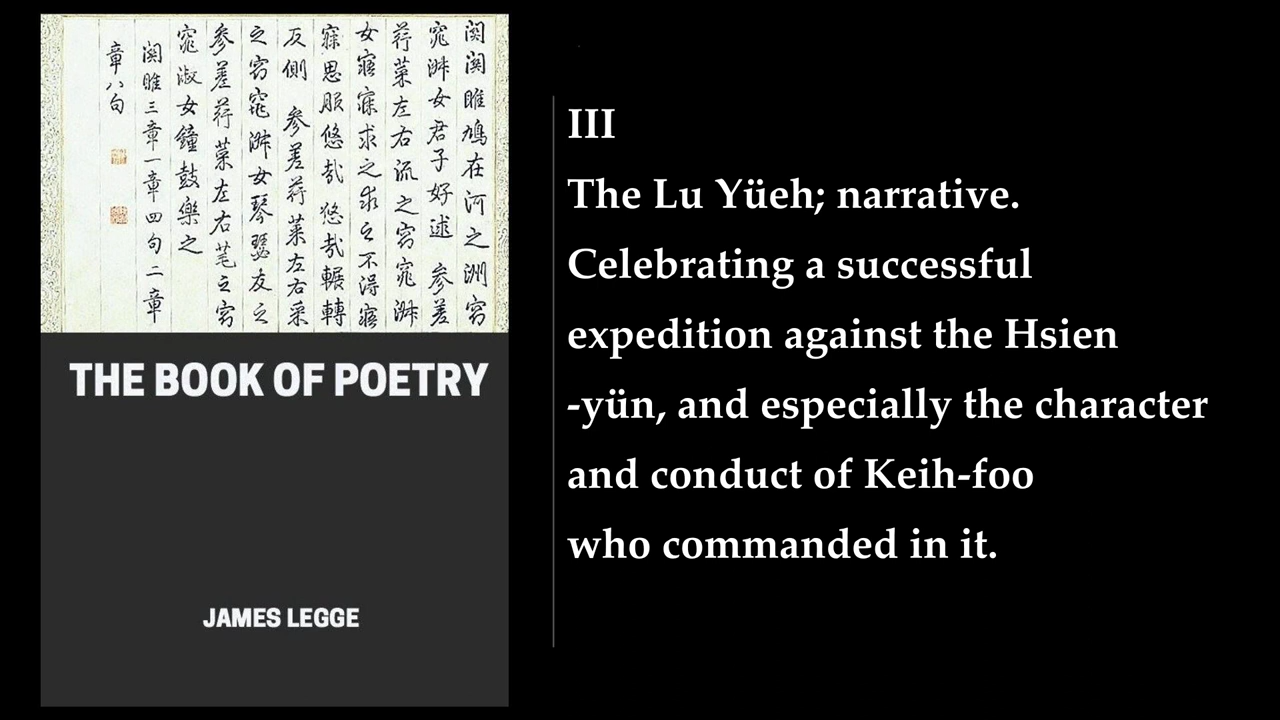 關關雎鳩在河之洲窈
窕淑女君子好逑 參差
荇菜左右流之窈窕淑
女寤寐求之求之不得寤
寐思服悠哉悠哉輾轉
反側 參差荇菜左右采
之窈窕淑女琴瑟友之
參差荇菜左右芼之窈
窕淑女鐘鼓樂之
關雎三章一章四句二章
章八句
THE BOOK OF POETRY
JAMES LEGGE
III
The Lu Yüeh; narrative.
Celebrating a successful
expedition against the Hsien
-yün, and especially the character
and conduct of Keih-foo
who commanded in it.